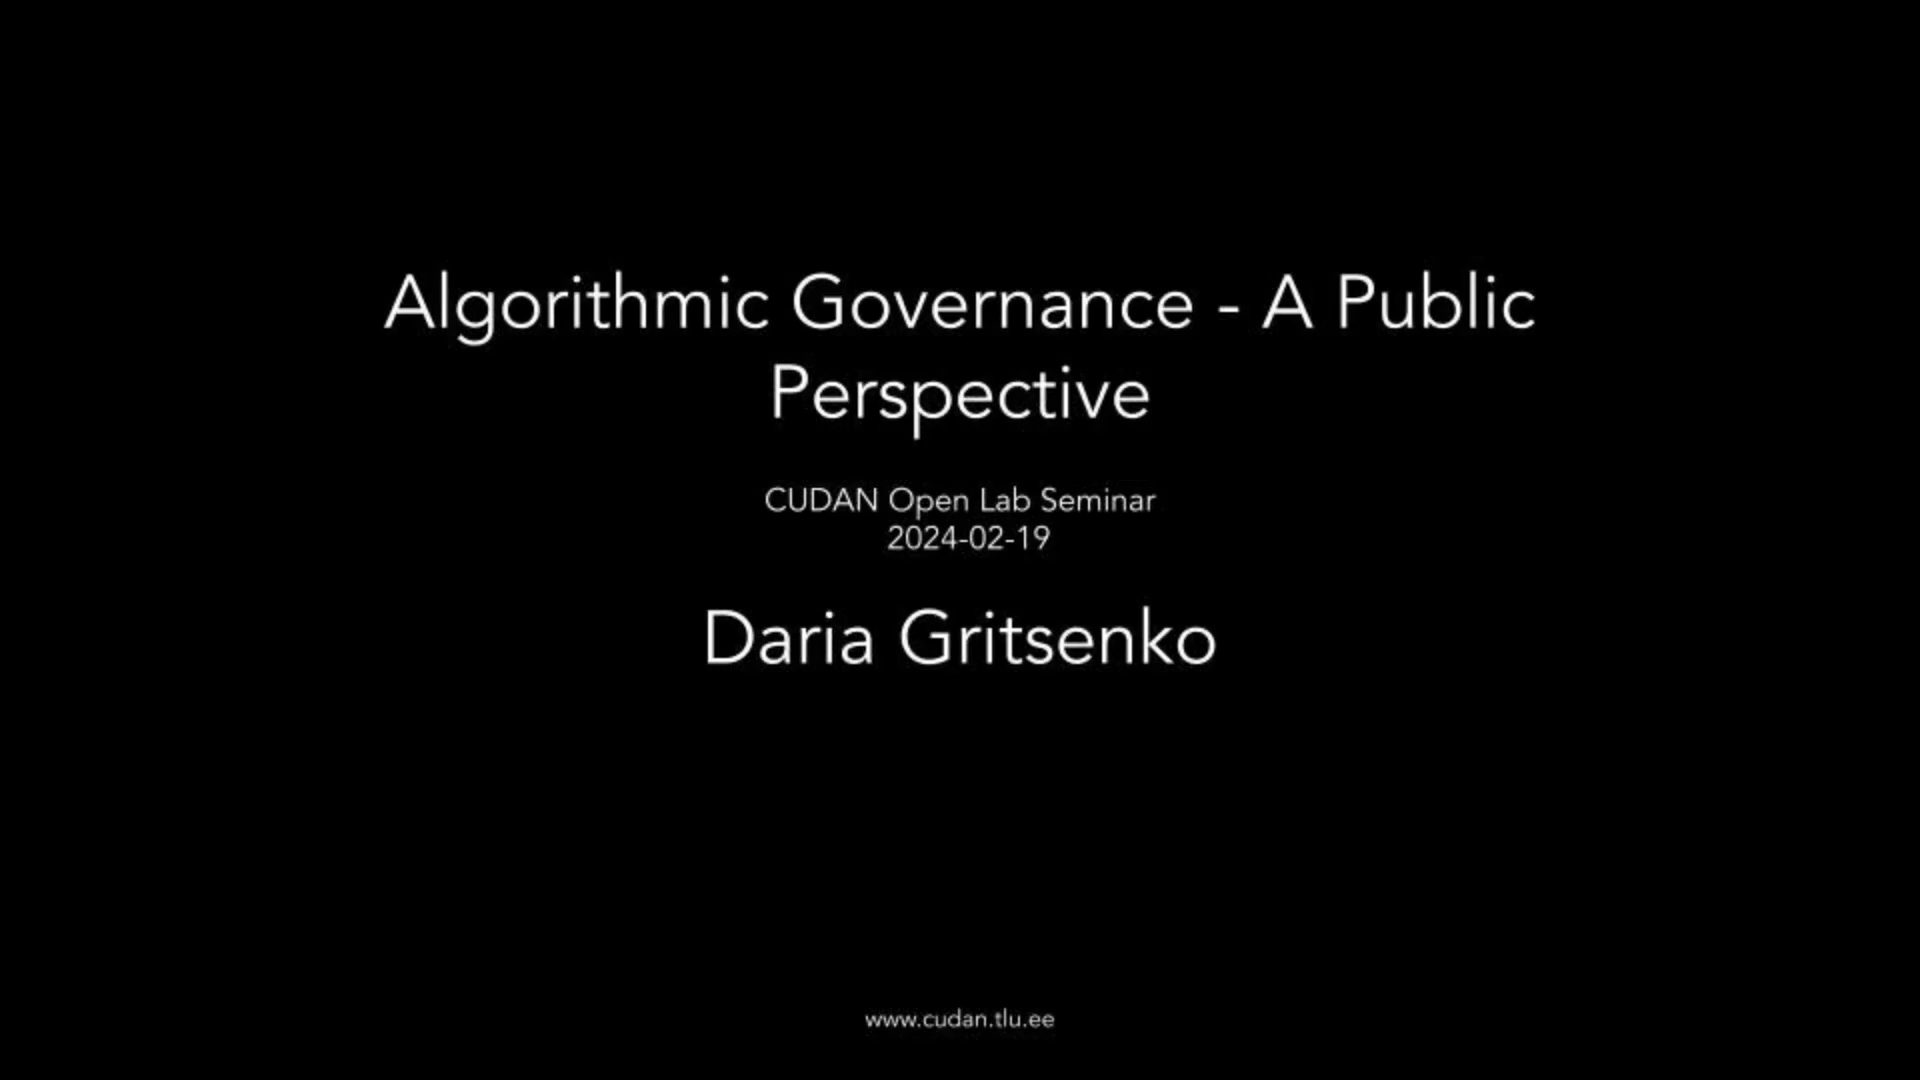 Algorithmic Governance - A Public
Perspective
CUDAN Open Lab Seminar
2024-02-19
Daria Gritsenko
www.cudan.tlu.ee